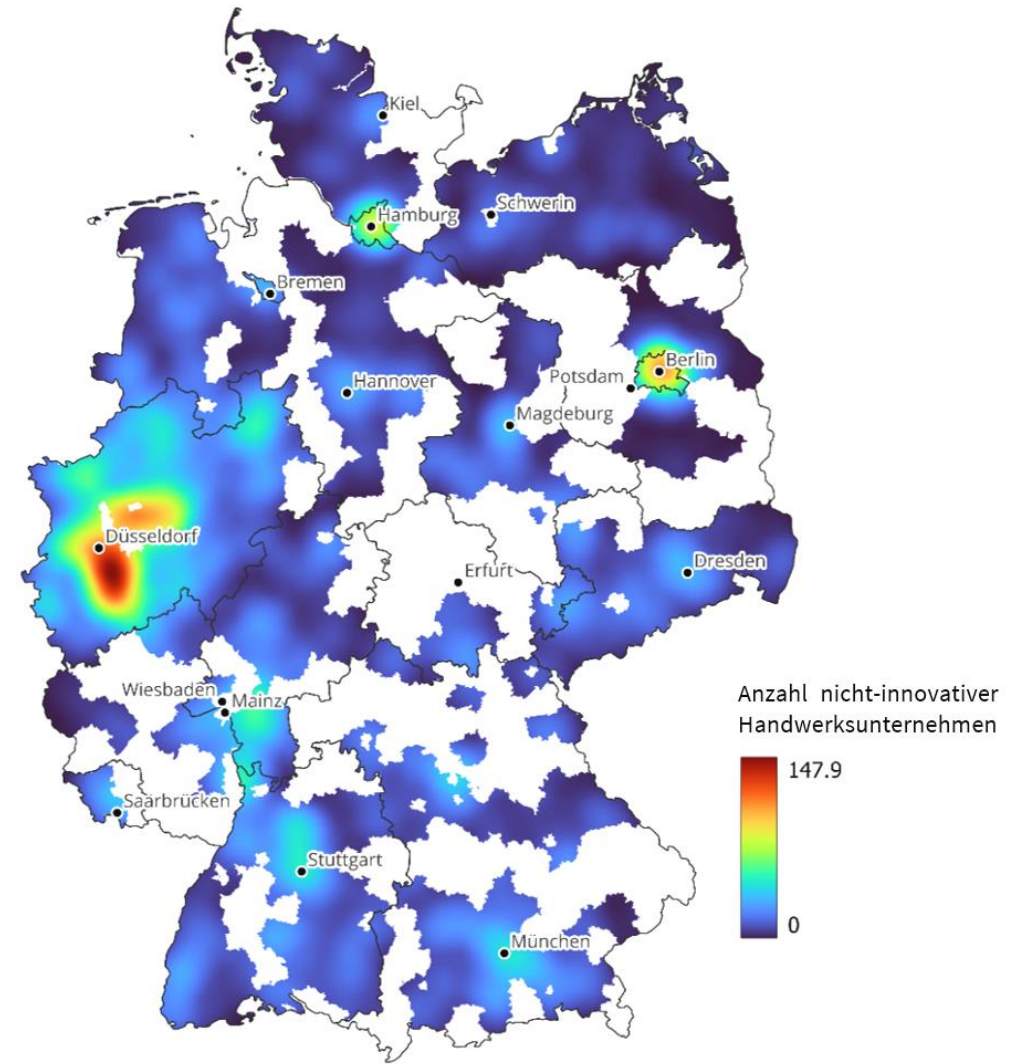 Kiel
Schwerin
Hamburg
Bremen
Berlin
Potsdam
Hannover
Magdeburg
Düsseldorf
Dresden
Erfurt
Wiesbaden
Mainz
Anzahl nicht-innovativer
Handwerksunternehmen
147.9
Saarbrücken
Stuttgart
0
München